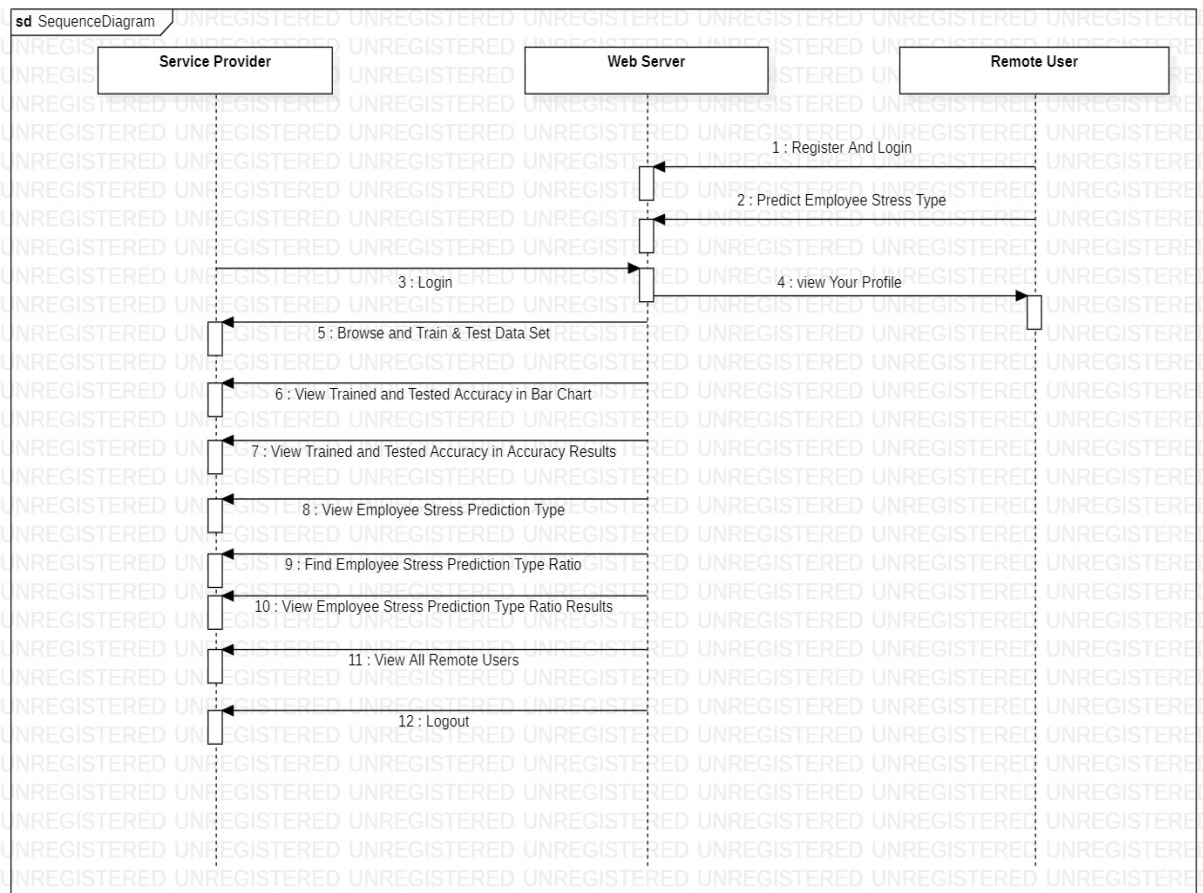 sd SequenceDiagram
Service Provider
Web Server
Remote User
1 : Register And Login
2 : Predict Employee Stress Type
3 : Login
4 : view Your Profile
5 : Browse and Train & Test Data Set
6 : View Trained and Tested Accuracy in Bar Chart
7 : View Trained and Tested Accuracy in Accuracy Results
8 : View Employee Stress Prediction Type
9 : Find Employee Stress Prediction Type Ratio
10 : View Employee Stress Prediction Type Ratio Results
11 : View All Remote Users
12 : Logout
UNREGISTERED